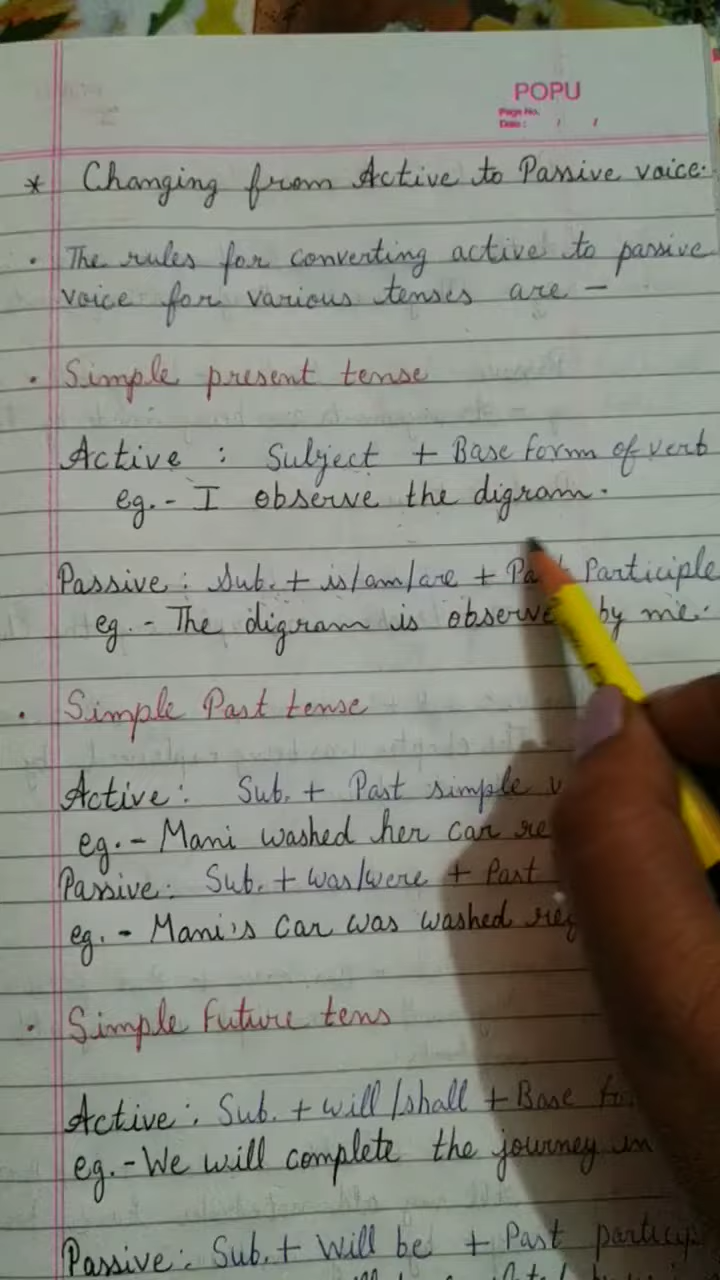 POPU
Page No.
Date : / /
* Changing from Active to Passive voice.
• The rules for converting active to passive
voice for various tenses are –
• Simple present tense
Active : Subject + Base form of verb
eg. - I observe the digram.
Passive : Sub. + is/am/are + Participle
eg. - The digram is by me.
• Simple Past tense
Active : Sub. + Past simple
eg. - Mani washed her car
Passive : Sub. + was/were + Past
eg. - Mani's car was washed
• Simple Future tens
Active : Sub. + will/shall + Base
eg. - We will complete the journey in
Passive : Sub. + Will be + Past